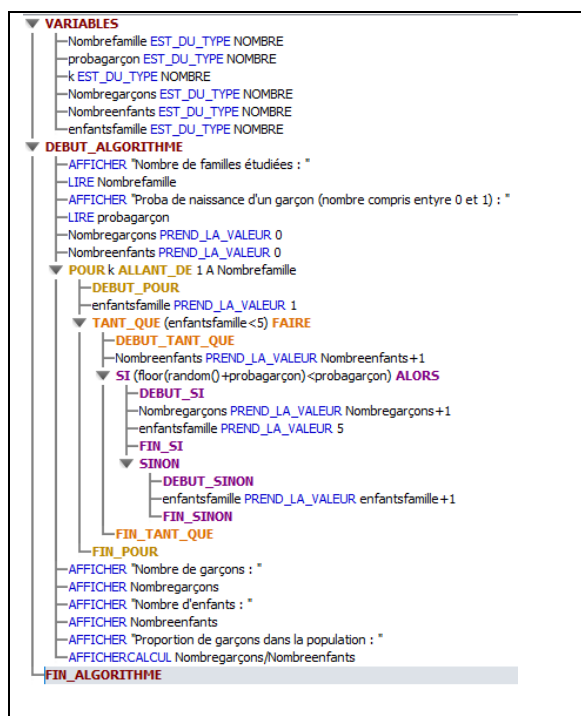 VARIABLES
Nombrefamille EST_DU_TYPE NOMBRE
probagarçon EST_DU_TYPE NOMBRE
k EST_DU_TYPE NOMBRE
Nombregarçons EST_DU_TYPE NOMBRE
Nombreenfants EST_DU_TYPE NOMBRE
enfantsfamille EST_DU_TYPE NOMBRE
DEBUT_ALGORITHME
AFFICHER "Nombre de familles étudiées : "
LIRE Nombrefamille
AFFICHER "Proba de naissance d'un garçon (nombre compris entyre 0 et 1) : "
LIRE probagarçon
Nombregarçons PREND_LA_VALEUR 0
Nombreenfants PREND_LA_VALEUR 0
POUR k ALLANT_DE 1 A Nombrefamille
DEBUT_POUR
enfantsfamille PREND_LA_VALEUR 1
TANT_QUE (enfantsfamille<5) FAIRE
DEBUT_TANT_QUE
Nombreenfants PREND_LA_VALEUR Nombreenfants+1
SI (floor(random()+probagarçon)<probagarçon) ALORS
DEBUT_SI
Nombregarçons PREND_LA_VALEUR Nombregarçons+1
enfantsfamille PREND_LA_VALEUR 5
FIN_SI
SINON
DEBUT_SINON
enfantsfamille PREND_LA_VALEUR enfantsfamille+1
FIN_SINON
FIN_TANT_QUE
FIN_POUR
AFFICHER "Nombre de garçons : "
AFFICHER Nombregarçons
AFFICHER "Nombre d'enfants : "
AFFICHER Nombreenfants
AFFICHER "Proportion de garçons dans la population : "
AFFICHERCALCUL Nombregarçons/Nombreenfants
FIN_ALGORITHME